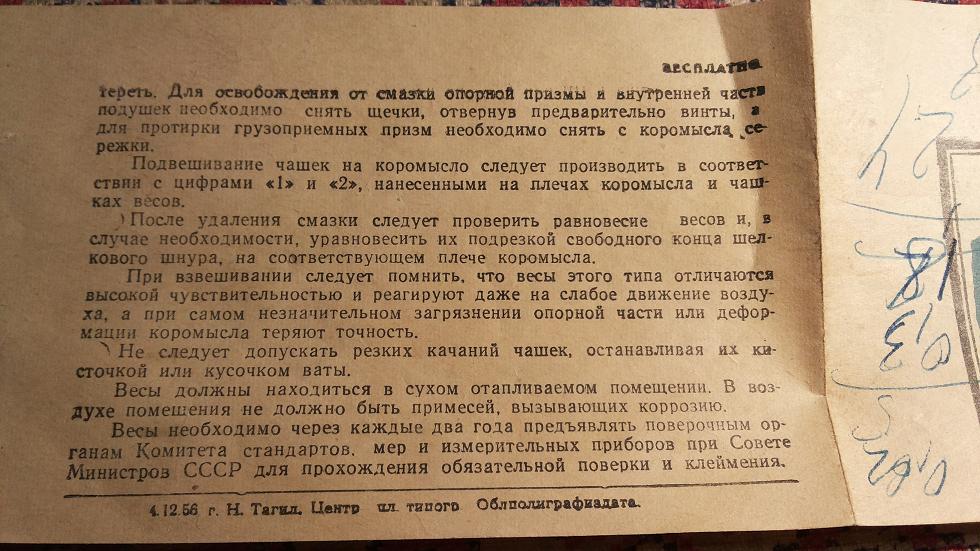 БЕСПЛАТНО
тереть. Для освобождения от смазки опорной призмы и внутренней части
подушек необходимо снять щечки, отвернув предварительно винты, а
для протирки грузоприемных призм необходимо снять с коромысла се-
режки.
Подвешивание чашек на коромысло следует производить в соответ-
ствии с цифрами «1» и «2», нанесенными на плечах коромысла и чаш-
ках весов.
После удаления смазки следует проверить равновесие весов и, в
случае необходимости, уравновесить их подрезкой свободного конца шел-
кового шнура, на соответствующем плече коромысла.
При взвешивании следует помнить, что весы этого типа отличаются
высокой чувствительностью и реагируют даже на слабое движение возду-
ха, а при самом незначительном загрязнении опорной части или дефор-
мации коромысла теряют точность.
Не следует допускать резких качаний чашек, останавливая их ки-
сточкой или кусочком ваты.
Весы должны находиться в сухом отапливаемом помещении. В воз-
духе помещения не должно быть примесей, вызывающих коррозию.
Весы необходимо через каждые два года предъявлять поверочным ор-
ганам Комитета стандартов, мер и измерительных приборов при Совете
Министров СССР для прохождения обязательной поверки и клеймения.
4.12.56 г. Н. Тагил. Центр пл. типогр Облполиграфиздата.